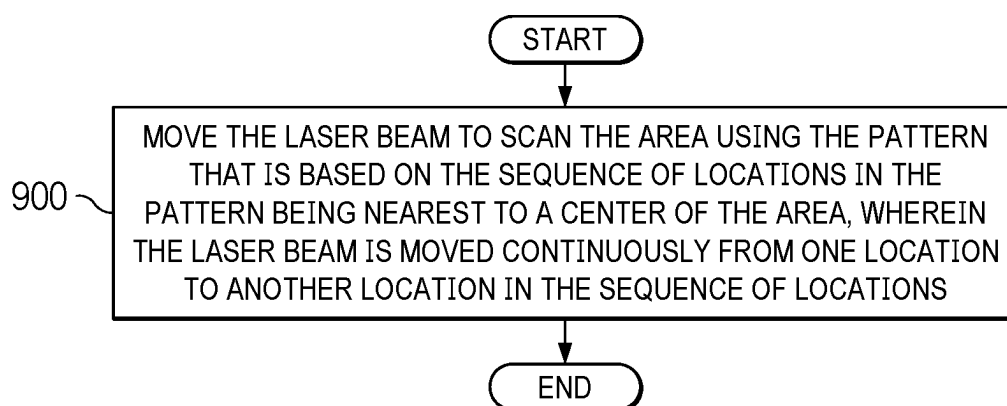 START
MOVE THE LASER BEAM TO SCAN THE AREA USING THE PATTERN
THAT IS BASED ON THE SEQUENCE OF LOCATIONS IN THE
PATTERN BEING NEAREST TO A CENTER OF THE AREA, WHEREIN
THE LASER BEAM IS MOVED CONTINUOUSLY FROM ONE LOCATION
TO ANOTHER LOCATION IN THE SEQUENCE OF LOCATIONS
900
END